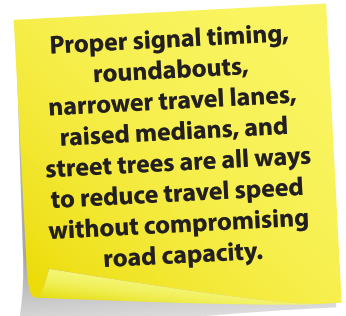 Proper signal timing,
roundabouts,
narrower travel lanes,
raised medians, and
street trees are all ways
to reduce travel speed
without compromising
road capacity.